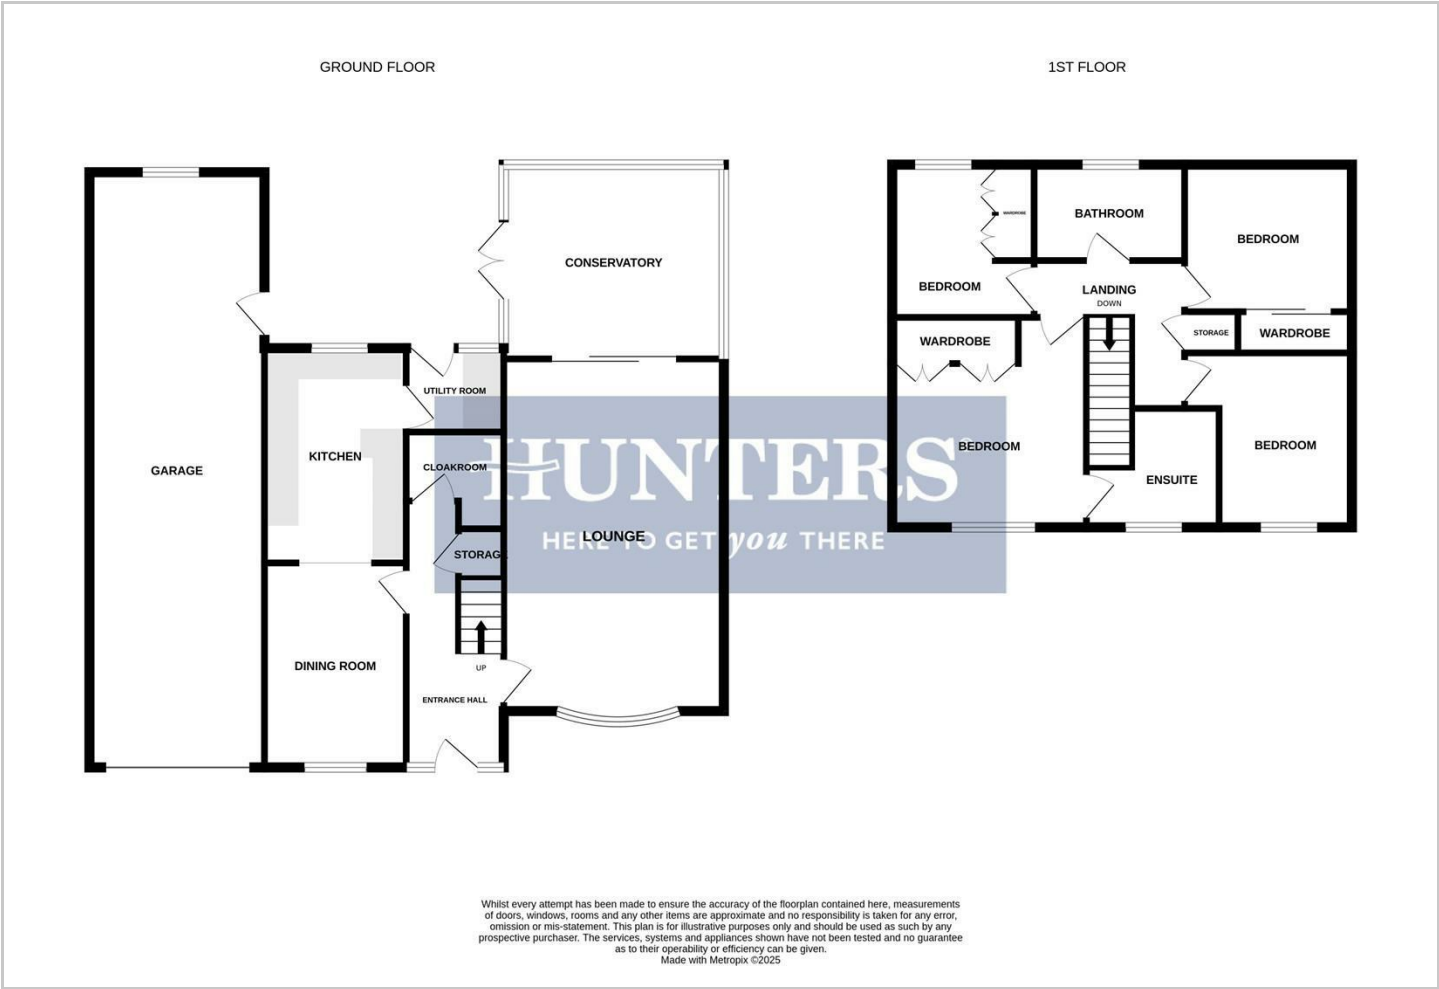 GROUND FLOOR
1ST FLOOR
CONSERVATORY
UTILITY ROOM
KITCHEN
GARAGE
CLOAKROOM
LOUNGE
STORAGE
DINING ROOM
UP
ENTRANCE HALL
WARDROBE
BATHROOM
BEDROOM
BEDROOM
LANDING
DOWN
STORAGE
WARDROBE
WARDROBE
BEDROOM
BEDROOM
ENSUITE
HUNTERS®
HERE TO GET you THERE
Whilst every attempt has been made to ensure the accuracy of the floorplan contained here, measurements
of doors, windows, rooms and any other items are approximate and no responsibility is taken for any error,
omission or mis-statement. This plan is for illustrative purposes only and should be used as such by any
prospective purchaser. The services, systems and appliances shown have not been tested and no guarantee
as to their operability or efficiency can be given.
Made with Metropix ©2025